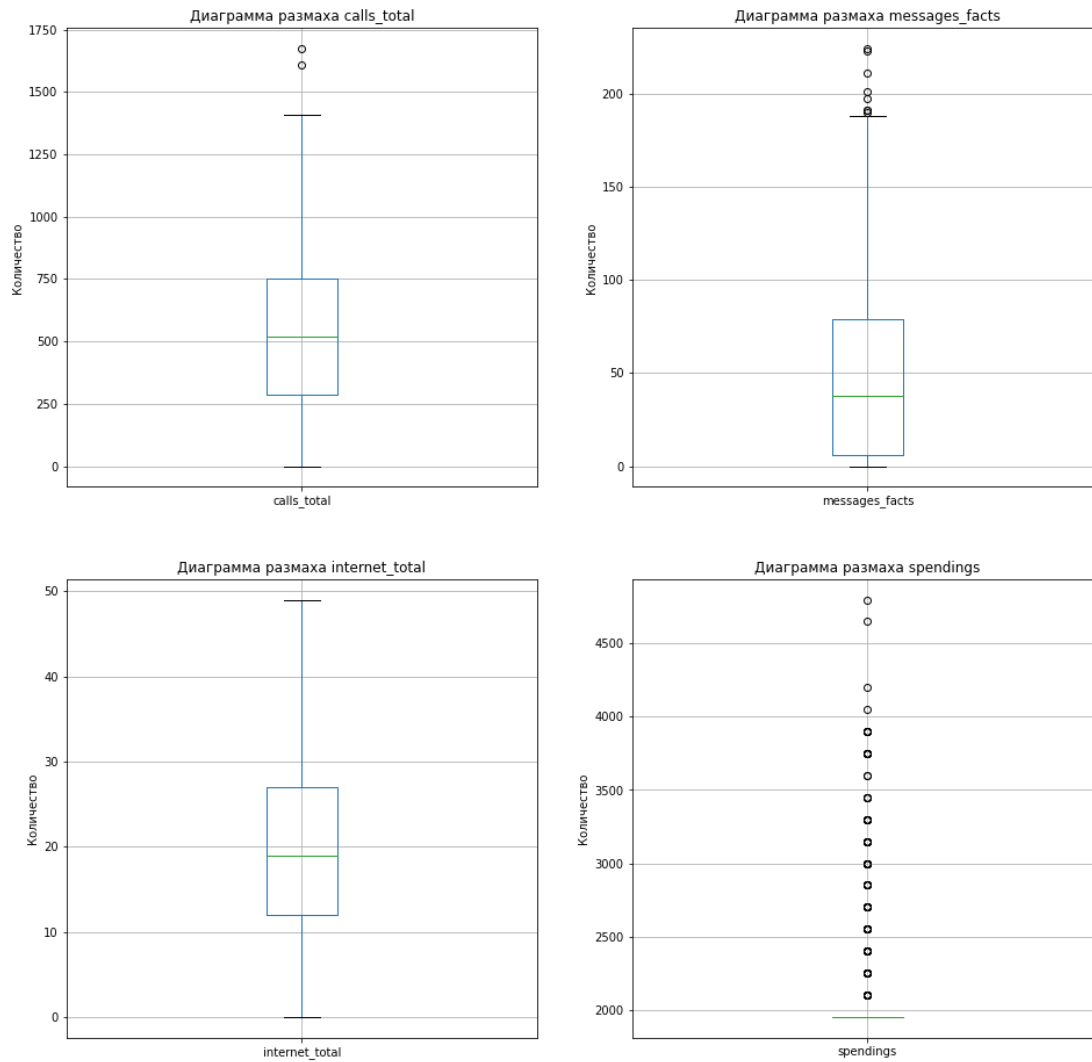 Диаграмма размаха calls_total
1750
1500
1250
1000
750
500
250
0
Количество
calls_total
Диаграмма размаха messages_facts
200
150
100
50
0
Количество
messages_facts
Диаграмма размаха internet_total
50
40
30
20
10
0
Количество
internet_total
Диаграмма размаха spendings
4500
4000
3500
3000
2500
2000
Количество
spendings